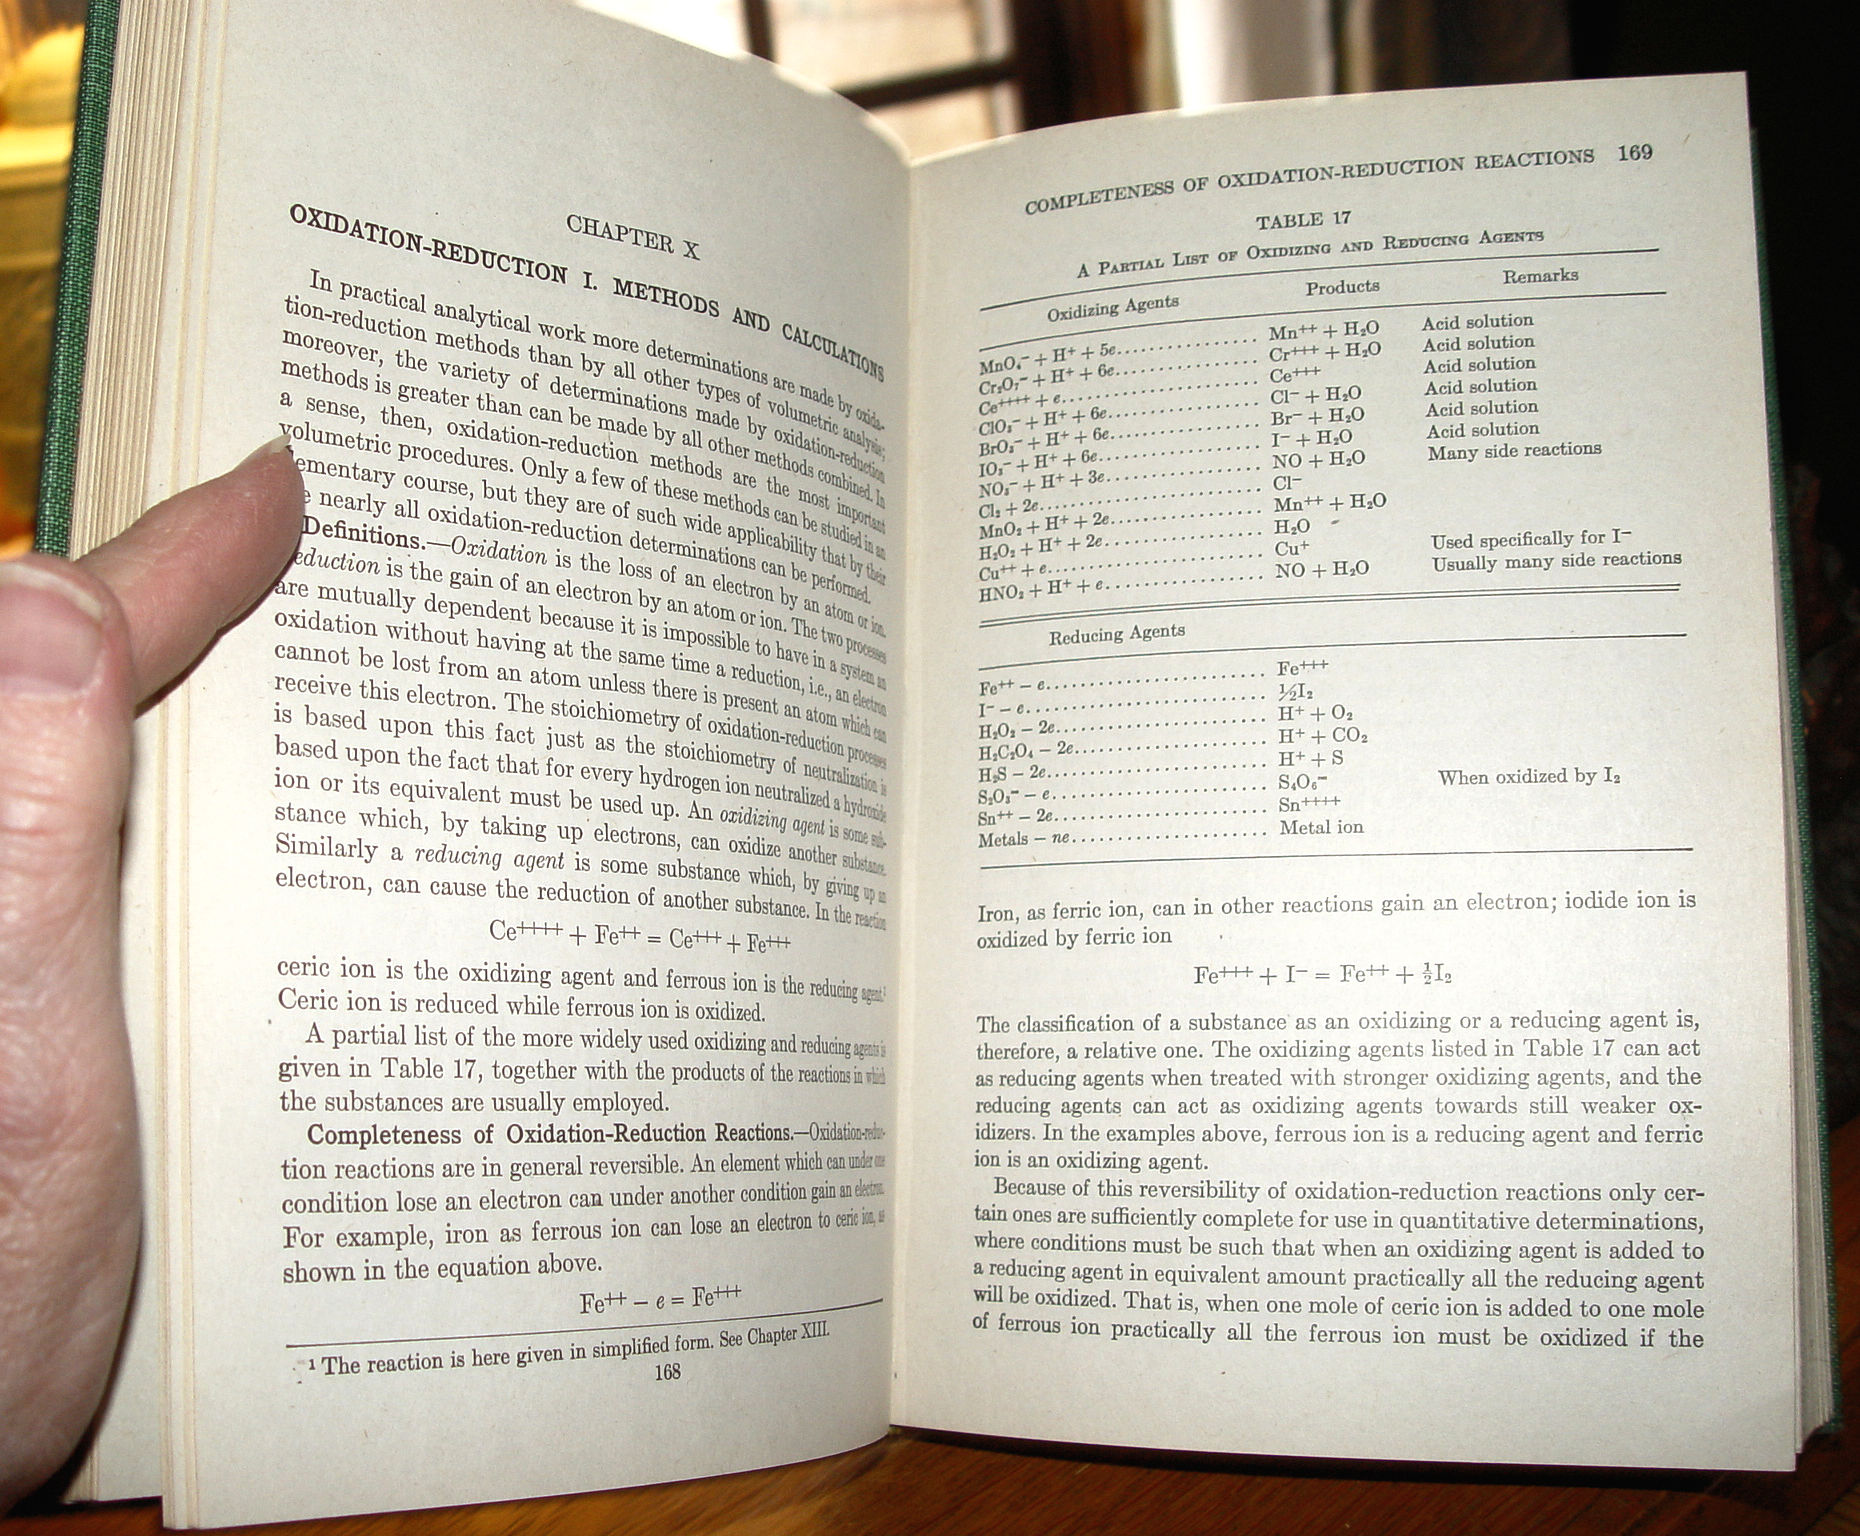 CHAPTER X
OXIDATION-REDUCTION I. METHODS AND CALCULATIONS
In practical analytical work more determinations are made by oxida-
tion-reduction methods than by all other types of volumetric analysis;
moreover, the variety of determinations made by oxidation-reduction
methods is greater than can be made by all other methods combined. In
a sense, then, oxidation-reduction methods are the most important
volumetric procedures. Only a few of these methods can be studied in an
ementary course, but they are of such wide applicability that by their
e nearly all oxidation-reduction determinations can be performed.
Definitions.—Oxidation is the loss of an electron by an atom or ion.
eduction is the gain of an electron by an atom or ion. The two processes
are mutually dependent because it is impossible to have in a system an
oxidation without having at the same time a reduction, i.e., an electron
cannot be lost from an atom unless there is present an atom which can
receive this electron. The stoichiometry of oxidation-reduction processes
is based upon this fact just as the stoichiometry of neutralization is
based upon the fact that for every hydrogen ion neutralized a hydroxide
ion or its equivalent must be used up. An oxidizing agent is some sub-
stance which, by taking up electrons, can oxidize another substance.
Similarly a reducing agent is some substance which, by giving up an
electron, can cause the reduction of another substance. In the reaction
Ce⁺⁺⁺⁺ + Fe⁺⁺ = Ce⁺⁺⁺ + Fe⁺⁺⁺
ceric ion is the oxidizing agent and ferrous ion is the reducing agent.¹
Ceric ion is reduced while ferrous ion is oxidized.
A partial list of the more widely used oxidizing and reducing agents is
given in Table 17, together with the products of the reactions in which
the substances are usually employed.
Completeness of Oxidation-Reduction Reactions.—Oxidation-reduc-
tion reactions are in general reversible. An element which can under one
condition lose an electron can under another condition gain an electron.
For example, iron as ferrous ion can lose an electron to ceric ion, as
shown in the equation above.
Fe⁺⁺ − e = Fe⁺⁺⁺
¹ The reaction is here given in simplified form. See Chapter XIII.
168
COMPLETENESS OF OXIDATION-REDUCTION REACTIONS 169
TABLE 17
A Partial List of Oxidizing and Reducing Agents
Oxidizing Agents Products Remarks
MnO₄⁻ + H⁺ + 5e.............. Mn⁺⁺ + H₂O Acid solution
Cr₂O₇⁻ + H⁺ + 6e.............. Cr⁺⁺⁺ + H₂O Acid solution
Ce⁺⁺⁺⁺ + e.................... Ce⁺⁺⁺ Acid solution
ClO₃⁻ + H⁺ + 6e............... Cl⁻ + H₂O Acid solution
BrO₃⁻ + H⁺ + 6e............... Br⁻ + H₂O Acid solution
IO₃⁻ + H⁺ + 6e................ I⁻ + H₂O Acid solution
NO₃⁻ + H⁺ + 3e................ NO + H₂O Many side reactions
Cl₂ + 2e...................... Cl⁻
MnO₂ + H⁺ + 2e................ Mn⁺⁺ + H₂O
H₂O₂ + H⁺ + 2e................ H₂O
Cu⁺⁺ + e...................... Cu⁺ Used specifically for I⁻
HNO₂ + H⁺ + e................. NO + H₂O Usually many side reactions
Reducing Agents
Fe⁺⁺ − e...................... Fe⁺⁺⁺
I⁻ − e........................ ½I₂
H₂O₂ − 2e..................... H⁺ + O₂
H₂C₂O₄ − 2e................... H⁺ + CO₂
H₂S − 2e...................... H⁺ + S
S₂O₃⁼ − e..................... S₄O₆⁼ When oxidized by I₂
Sn⁺⁺ − 2e..................... Sn⁺⁺⁺⁺
Metals − ne................... Metal ion
Iron, as ferric ion, can in other reactions gain an electron; iodide ion is
oxidized by ferric ion
Fe⁺⁺⁺ + I⁻ = Fe⁺⁺ + ½I₂
The classification of a substance as an oxidizing or a reducing agent is,
therefore, a relative one. The oxidizing agents listed in Table 17 can act
as reducing agents when treated with stronger oxidizing agents, and the
reducing agents can act as oxidizing agents towards still weaker ox-
idizers. In the examples above, ferrous ion is a reducing agent and ferric
ion is an oxidizing agent.
Because of this reversibility of oxidation-reduction reactions only cer-
tain ones are sufficiently complete for use in quantitative determinations,
where conditions must be such that when an oxidizing agent is added to
a reducing agent in equivalent amount practically all the reducing agent
will be oxidized. That is, when one mole of ceric ion is added to one mole
of ferrous ion practically all the ferrous ion must be oxidized if the